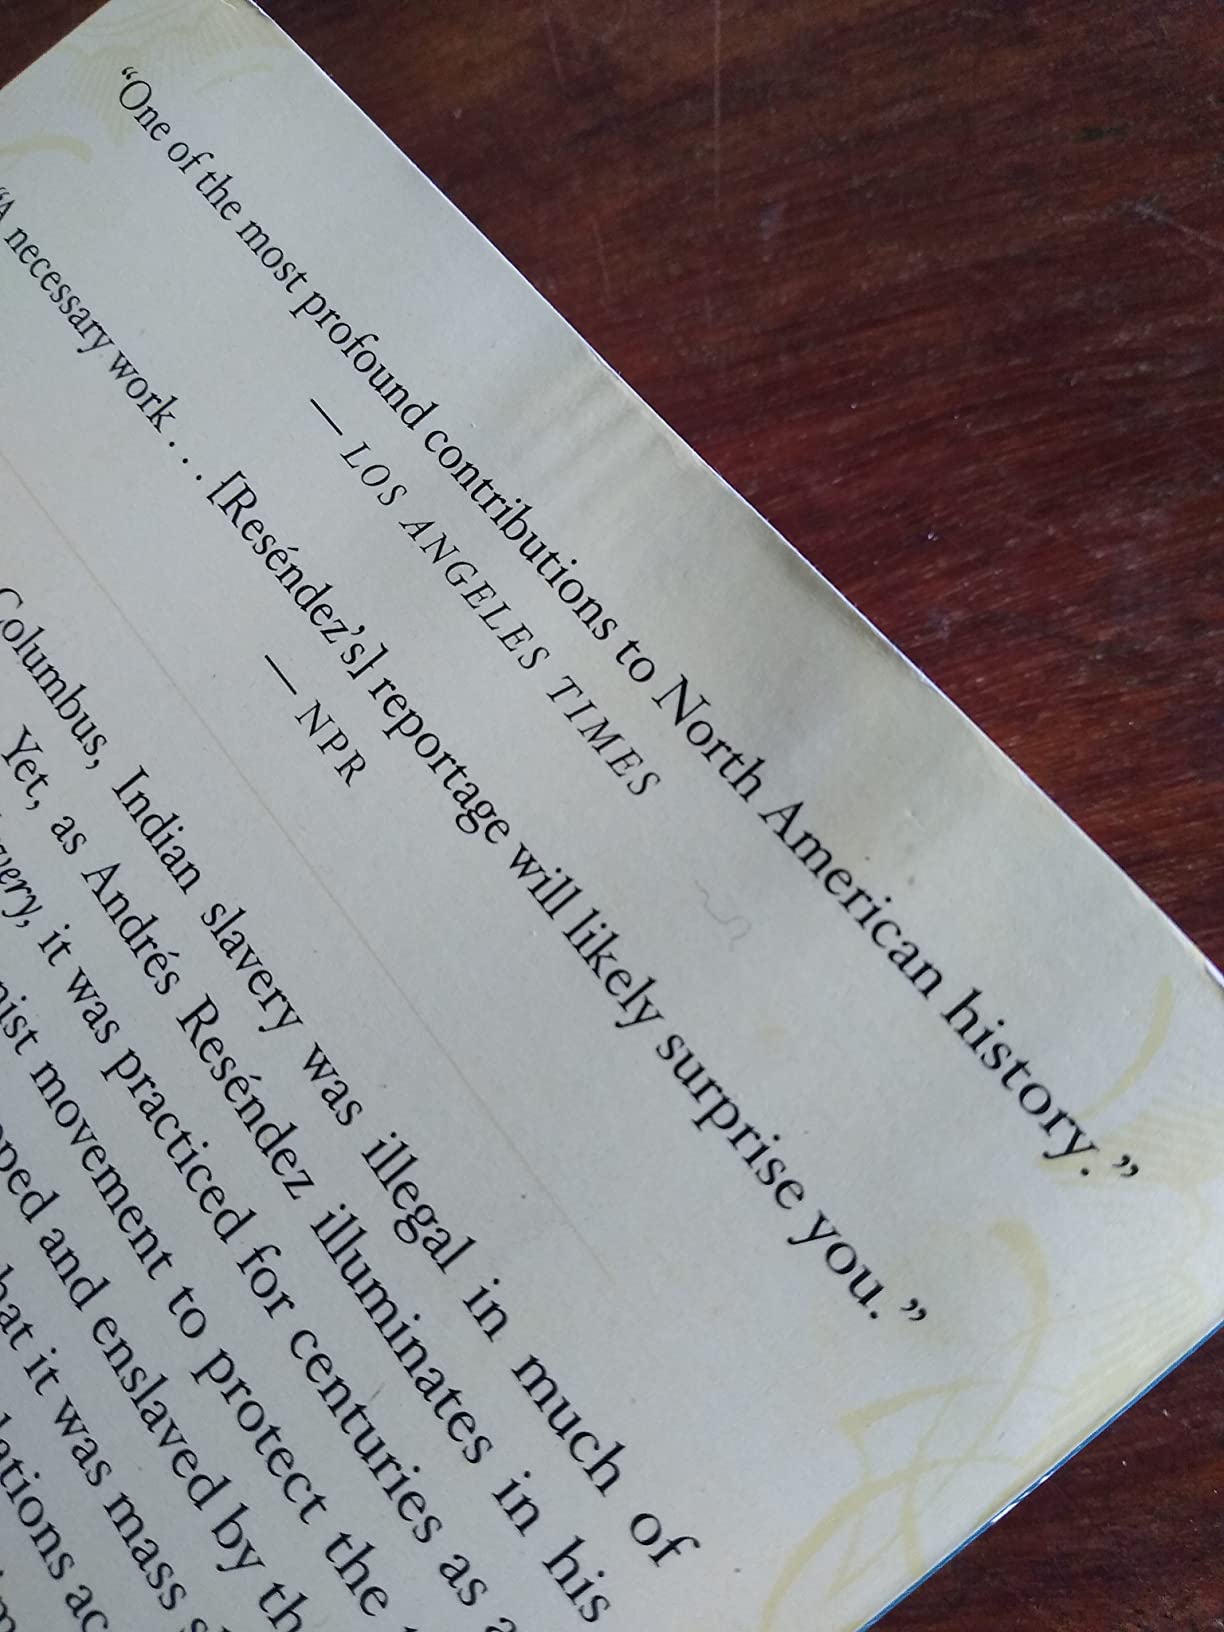 “One of the most profound contributions to North American history.”
— LOS ANGELES TIMES
“A necessary work . . . [Reséndez’s] reportage will likely surprise you.”
— NPR
Columbus, Indian slavery was illegal in much of
Yet, as Andrés Reséndez illuminates in his
it was practiced for centuries as
movement to protect the
and enslaved by
it was mass